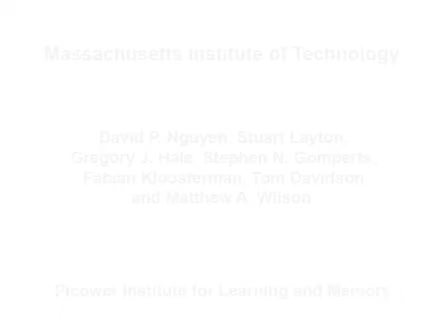 Massachusetts Institute of Technology
David P. Nguyen, Stuart Layton,
Gregory J. Hale, Stephen N. Gomperts,
Fabian Kloosterman, Tom Davidson
and Matthew A. Wilson
Picower Institute for Learning and Memory